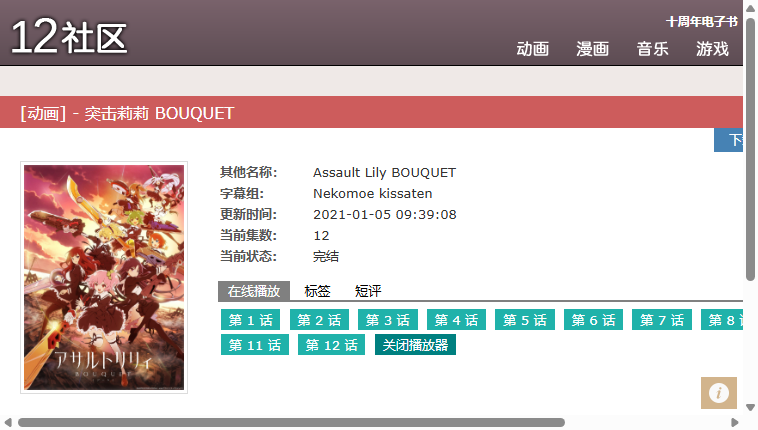 12社区
十周年电子书
动画 漫画 音乐 游戏
[动画] - 突击莉莉 BOUQUET
其他名称: Assault Lily BOUQUET
字幕组: Nekomoe kissaten
更新时间: 2021-01-05 09:39:08
当前集数: 12
当前状态: 完结
アサルトリリィ
BOUQUET
在线播放 标签 短评
第 1 话 第 2 话 第 3 话 第 4 话 第 5 话 第 6 话 第 7 话 第 8
第 11 话 第 12 话 关闭播放器